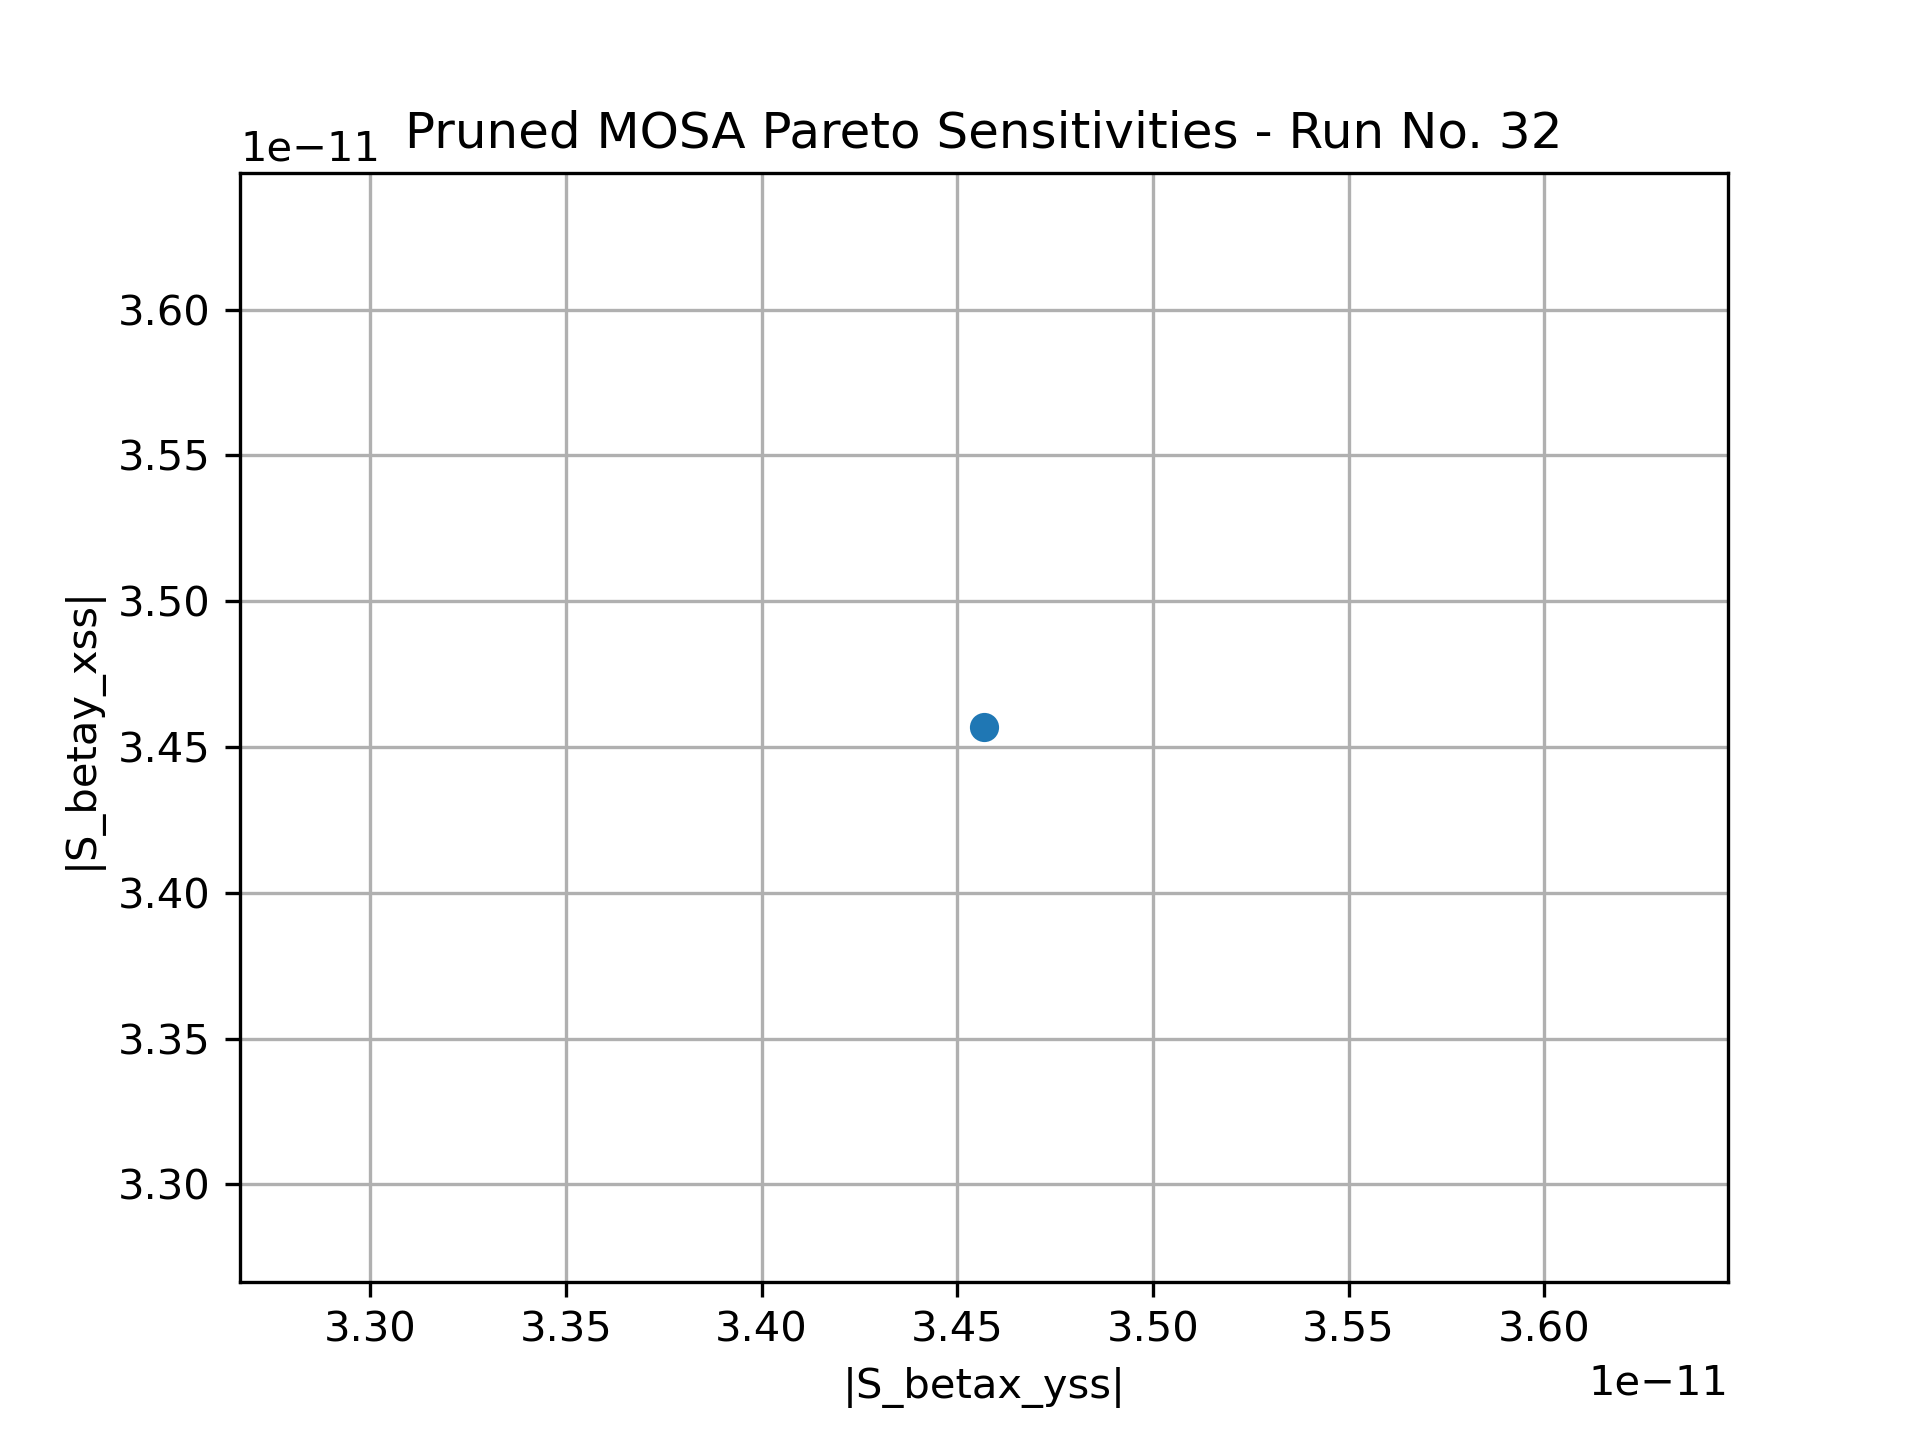 Pruned MOSA Pareto Sensitivities - Run No. 32
1e−11
3.60
3.55
3.50
3.45
3.40
3.35
3.30
|S_betay_xss|
3.30 3.35 3.40 3.45 3.50 3.55 3.60
|S_betax_yss|
1e−11